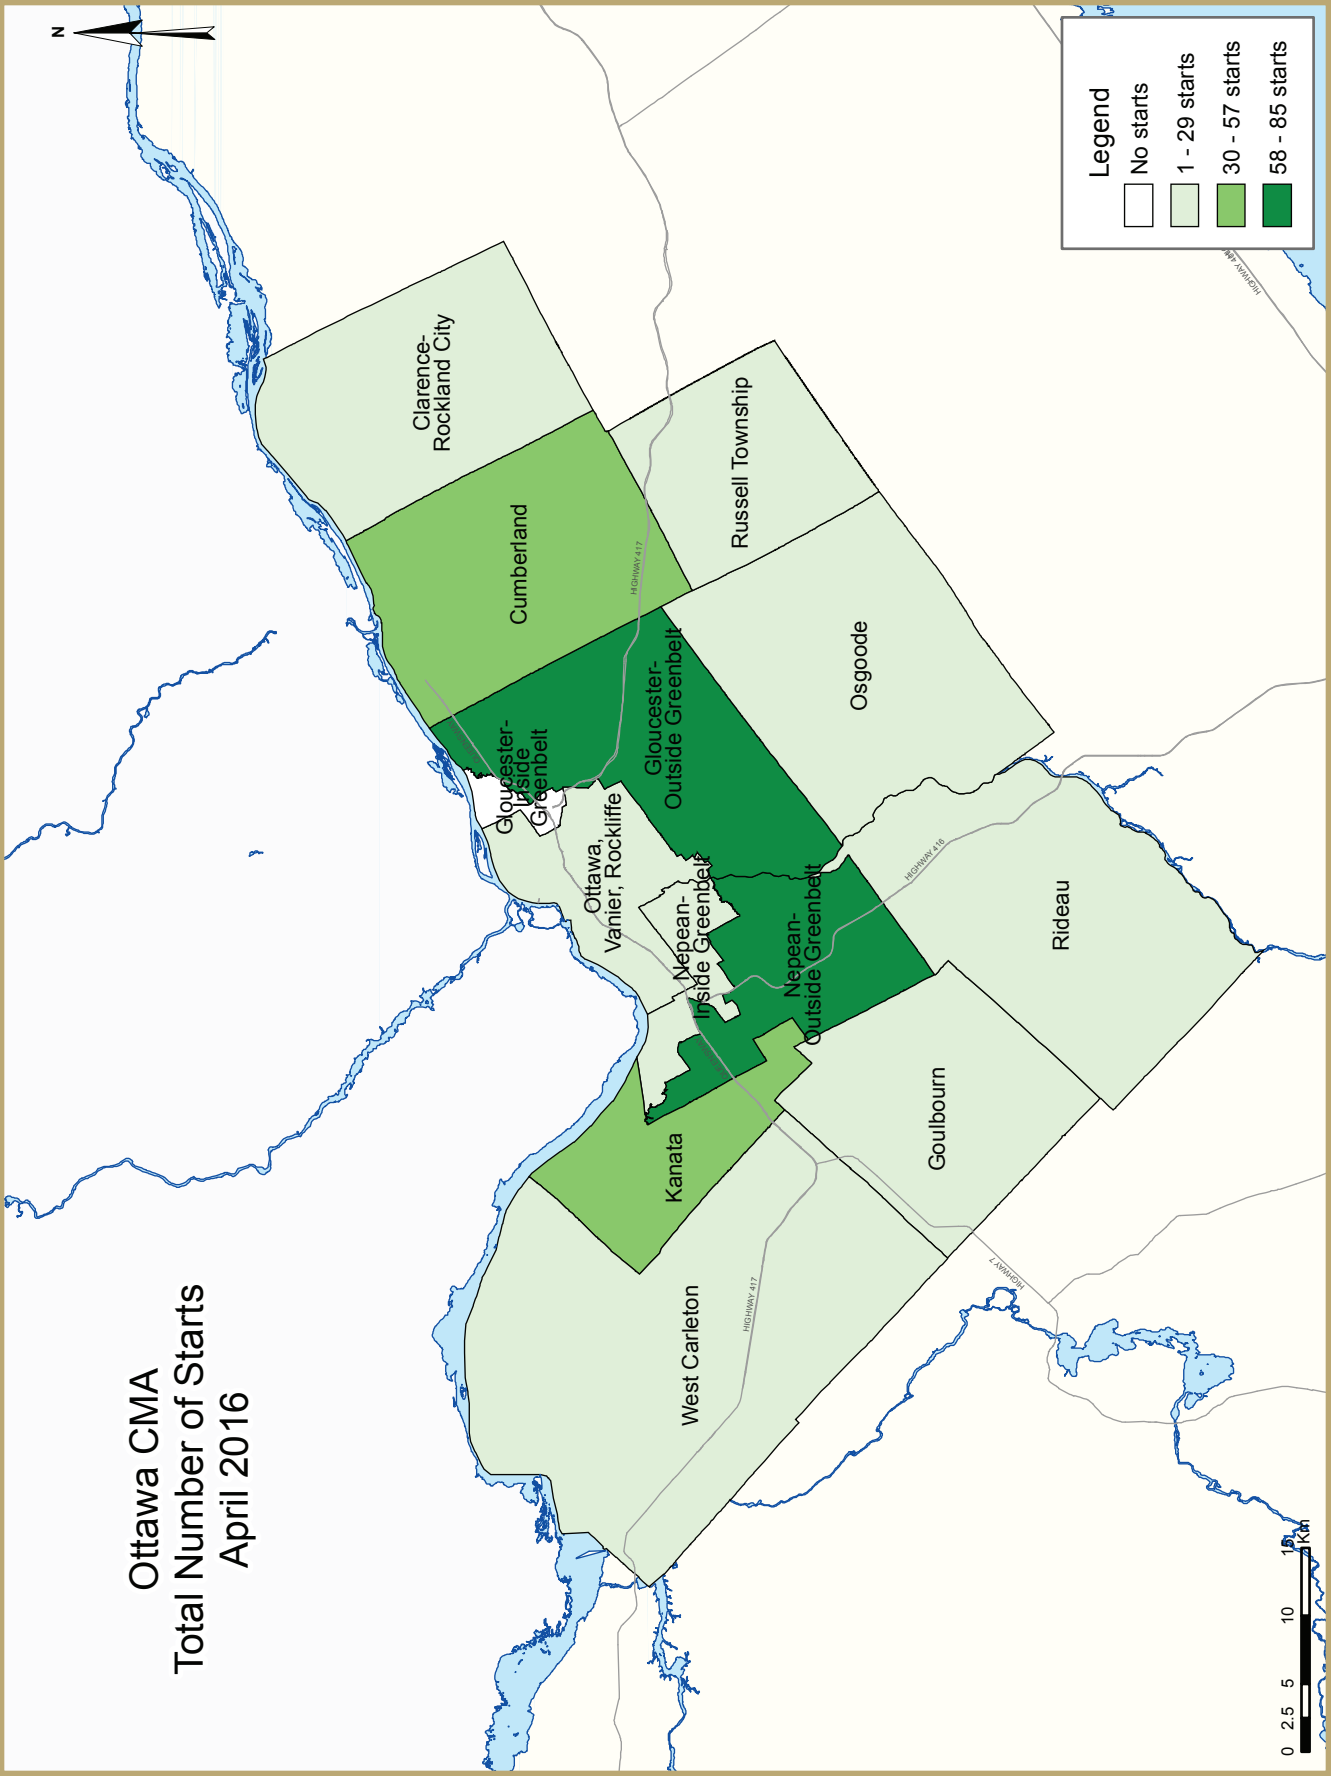 Ottawa CMA
Total Number of Starts
April 2016
N
Clarence-
Rockland City
Cumberland
Russell Township
HIGHWAY 417
Gloucester-
Inside
Greenbelt
Gloucester-
Outside Greenbelt
Osgoode
Ottawa,
Vanier, Rockliffe
Nepean-
Inside Greenbelt
Nepean-
Outside Greenbelt
HIGHWAY 416
Rideau
Kanata
Goulbourn
West Carleton
HIGHWAY 417
HIGHWAY 7
Legend
No starts
1 - 29 starts
30 - 57 starts
58 - 85 starts
0 2.5 5 10 15
Km